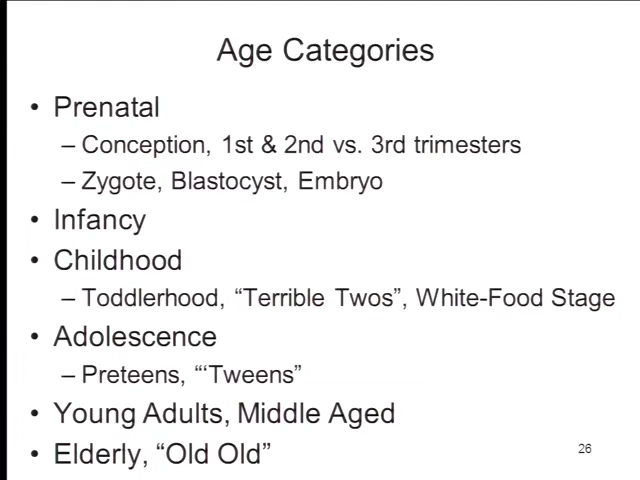 Age Categories
• Prenatal
– Conception, 1st & 2nd vs. 3rd trimesters
– Zygote, Blastocyst, Embryo
• Infancy
• Childhood
– Toddlerhood, “Terrible Twos”, White-Food Stage
• Adolescence
– Preteens, “‘Tweens”
• Young Adults, Middle Aged
• Elderly, “Old Old”
26